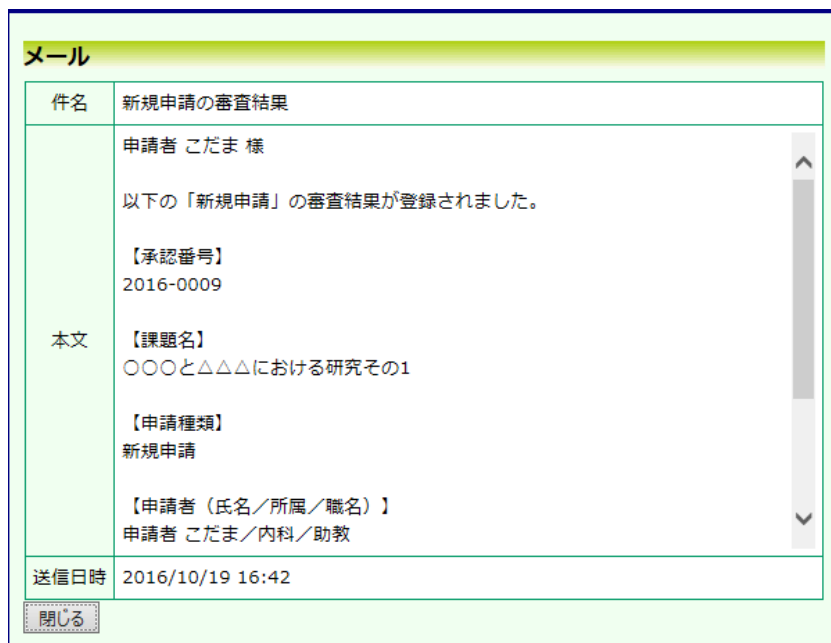 メール
件名 新規申請の審査結果
申請者 こだま 様
以下の「新規申請」の審査結果が登録されました。
【承認番号】
2016-0009
本文
【課題名】
○○○と△△△における研究その1
【申請種類】
新規申請
【申請者（氏名／所属／職名）】
申請者 こだま／内科／助教
送信日時 2016/10/19 16:42
閉じる